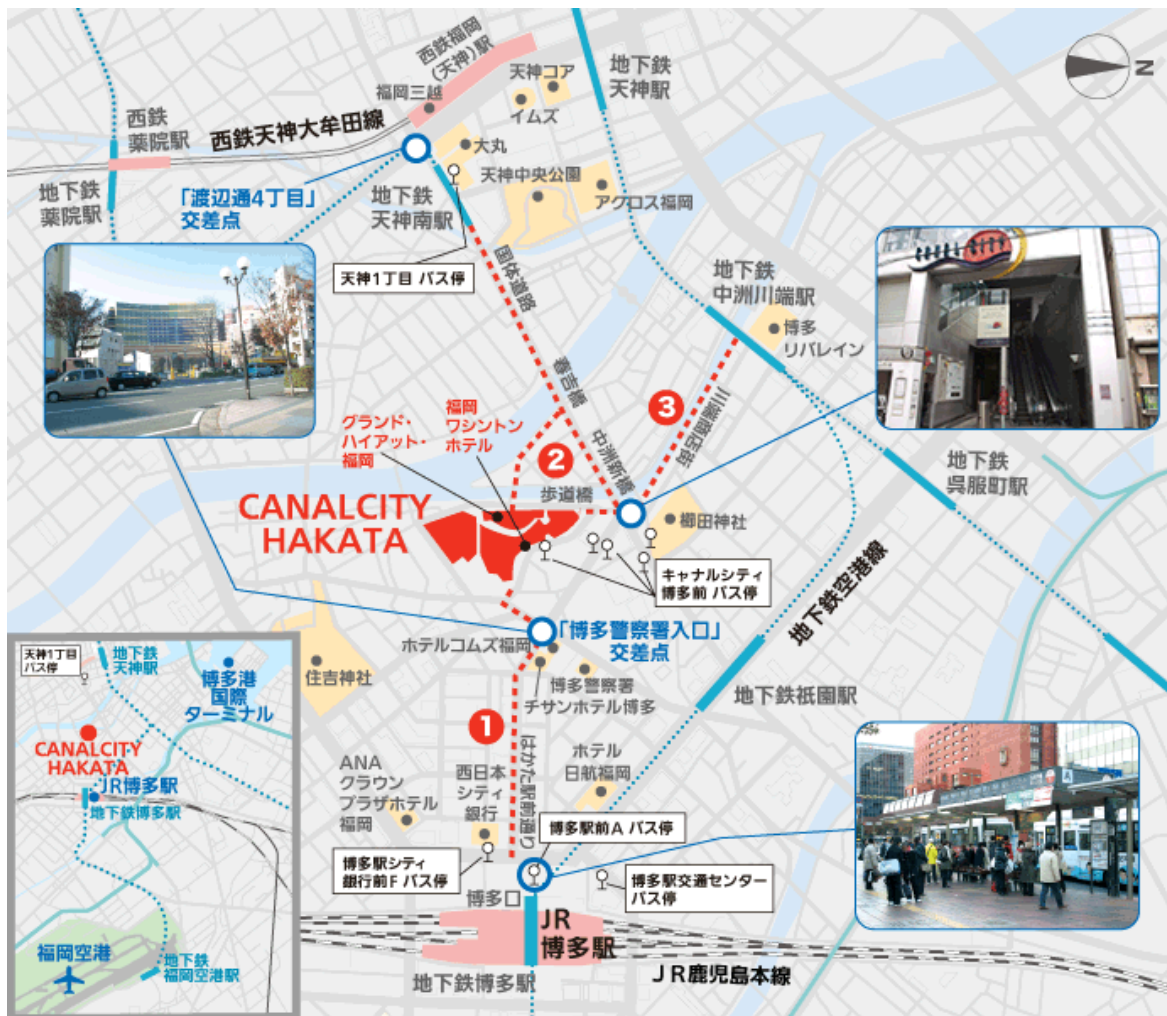 西鉄福岡
(天神)駅
天神コア
福岡三越
イムズ
地下鉄
天神駅
N
西鉄
薬院駅
西鉄天神大牟田線
大丸
地下鉄
薬院駅
「渡辺通4丁目」
交差点
地下鉄
天神南駅
天神中央公園
アクロス福岡
天神1丁目 バス停
国体道路
地下鉄
中洲川端駅
博多
リバレイン
CANAL CITY
春吉橋
3
川端商店街
グランド・
ハイアット・
福岡
福岡
ワシントン
ホテル
2
中洲新橋
歩道橋
地下鉄
呉服町駅
CANALCITY
HAKATA
櫛田神社
キャナルシティ
博多前 バス停
地下鉄空港線
「博多警察署入口」
交差点
ホテルコムズ福岡
住吉神社
博多警察署
チサンホテル博多
地下鉄祇園駅
1
はかた駅前通り
ANA
クラウン
プラザホテル
福岡
西日本
シティ
銀行
ホテル
日航福岡
博多駅前A バス停
博多駅シティ
銀行前F バス停
博多駅交通センター
バス停
博多口
JR
博多駅
地下鉄博多駅
JR鹿児島本線
A
天神1丁目
バス停
地下鉄
天神駅
博多港
国際
ターミナル
CANALCITY
HAKATA
JR博多駅
地下鉄博多駅
福岡空港
地下鉄
福岡空港駅